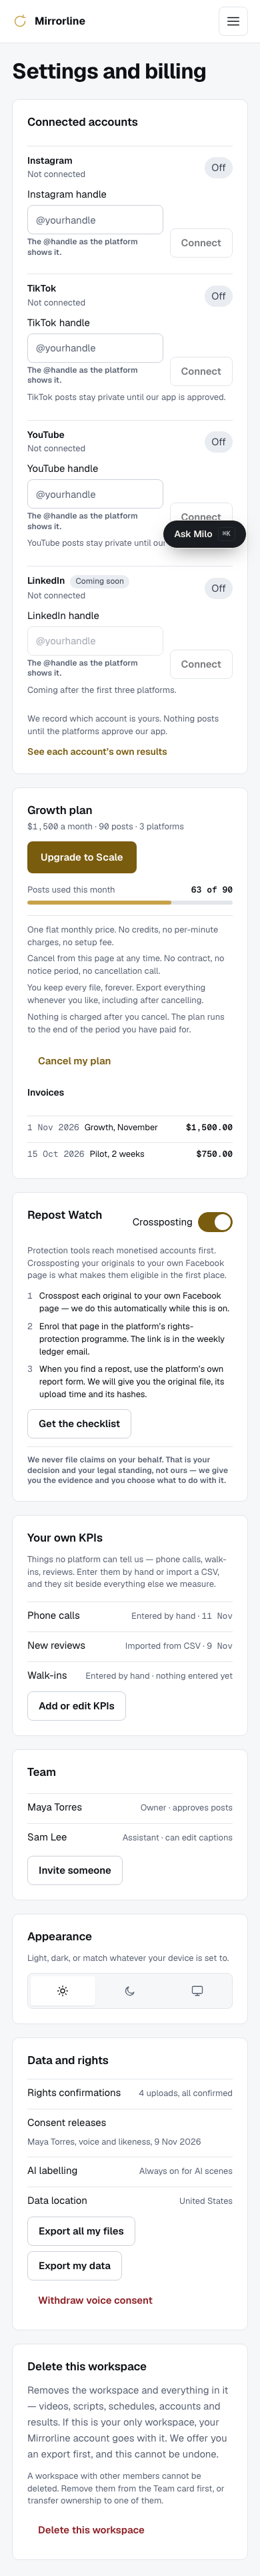 Mirrorline
Settings and billing
Connected accounts
Instagram
Not connected
Off
Instagram handle
@yourhandle
The @handle as the platform
shows it.
Connect
TikTok
Not connected
Off
TikTok handle
@yourhandle
The @handle as the platform
shows it.
Connect
TikTok posts stay private until our app is approved.
YouTube
Not connected
Off
YouTube handle
@yourhandle
The @handle as the platform
shows it.
Connect
Ask Milo ⌘K
YouTube posts stay private until our
LinkedIn Coming soon
Not connected
Off
LinkedIn handle
@yourhandle
The @handle as the platform
shows it.
Connect
Coming after the first three platforms.
We record which account is yours. Nothing posts
until the platforms approve our app.
See each account's own results
Growth plan
$1,500 a month · 90 posts · 3 platforms
Upgrade to Scale
Posts used this month 63 of 90
One flat monthly price. No credits, no per-minute
charges, no setup fee.
Cancel from this page at any time. No contract, no
notice period, no cancellation call.
You keep every file, forever. Export everything
whenever you like, including after cancelling.
Nothing is charged after you cancel. The plan runs
to the end of the period you have paid for.
Cancel my plan
Invoices
1 Nov 2026 Growth, November $1,500.00
15 Oct 2026 Pilot, 2 weeks $750.00
Repost Watch
Crossposting
Protection tools reach monetised accounts first.
Crossposting your originals to your own Facebook
page is what makes them eligible in the first place.
1 Crosspost each original to your own Facebook
page — we do this automatically while this is on.
2 Enrol that page in the platform's rights-
protection programme. The link is in the weekly
ledger email.
3 When you find a repost, use the platform's own
report form. We will give you the original file, its
upload time and its hashes.
Get the checklist
We never file claims on your behalf. That is your
decision and your legal standing, not ours — we give
you the evidence and you choose what to do with it.
Your own KPIs
Things no platform can tell us — phone calls, walk-
ins, reviews. Enter them by hand or import a CSV,
and they sit beside everything else we measure.
Phone calls Entered by hand · 11 Nov
New reviews Imported from CSV · 9 Nov
Walk-ins Entered by hand · nothing entered yet
Add or edit KPIs
Team
Maya Torres Owner · approves posts
Sam Lee Assistant · can edit captions
Invite someone
Appearance
Light, dark, or match whatever your device is set to.
Data and rights
Rights confirmations 4 uploads, all confirmed
Consent releases
Maya Torres, voice and likeness, 9 Nov 2026
AI labelling Always on for AI scenes
Data location United States
Export all my files
Export my data
Withdraw voice consent
Delete this workspace
Removes the workspace and everything in it
— videos, scripts, schedules, accounts and
results. If this is your only workspace, your
Mirrorline account goes with it. We offer you
an export first, and this cannot be undone.
A workspace with other members cannot be
deleted. Remove them from the Team card first, or
transfer ownership to one of them.
Delete this workspace